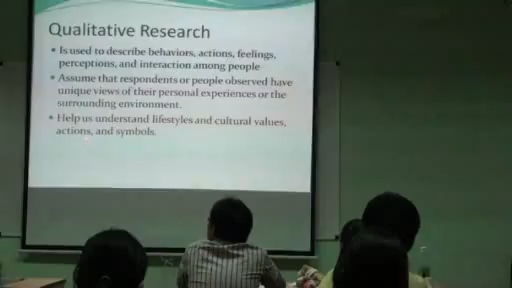 Qualitative Research
• Is used to describe behaviors, actions, feelings,
perceptions, and interaction among people
• Assume that respondents or people observed have
unique views of their personal experiences or the
surrounding environment.
• Help us understand lifestyles and cultural values,
actions, and symbols.